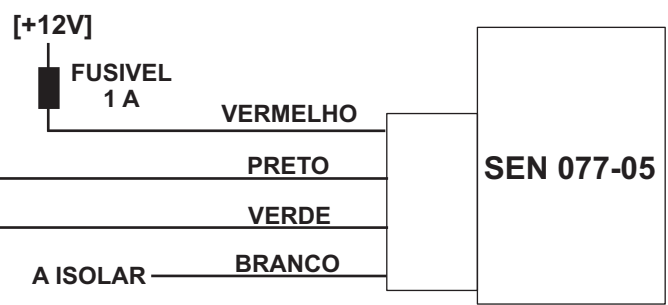 [+12V]
FUSIVEL
1 A
VERMELHO
PRETO
SEN 077-05
VERDE
BRANCO
A ISOLAR